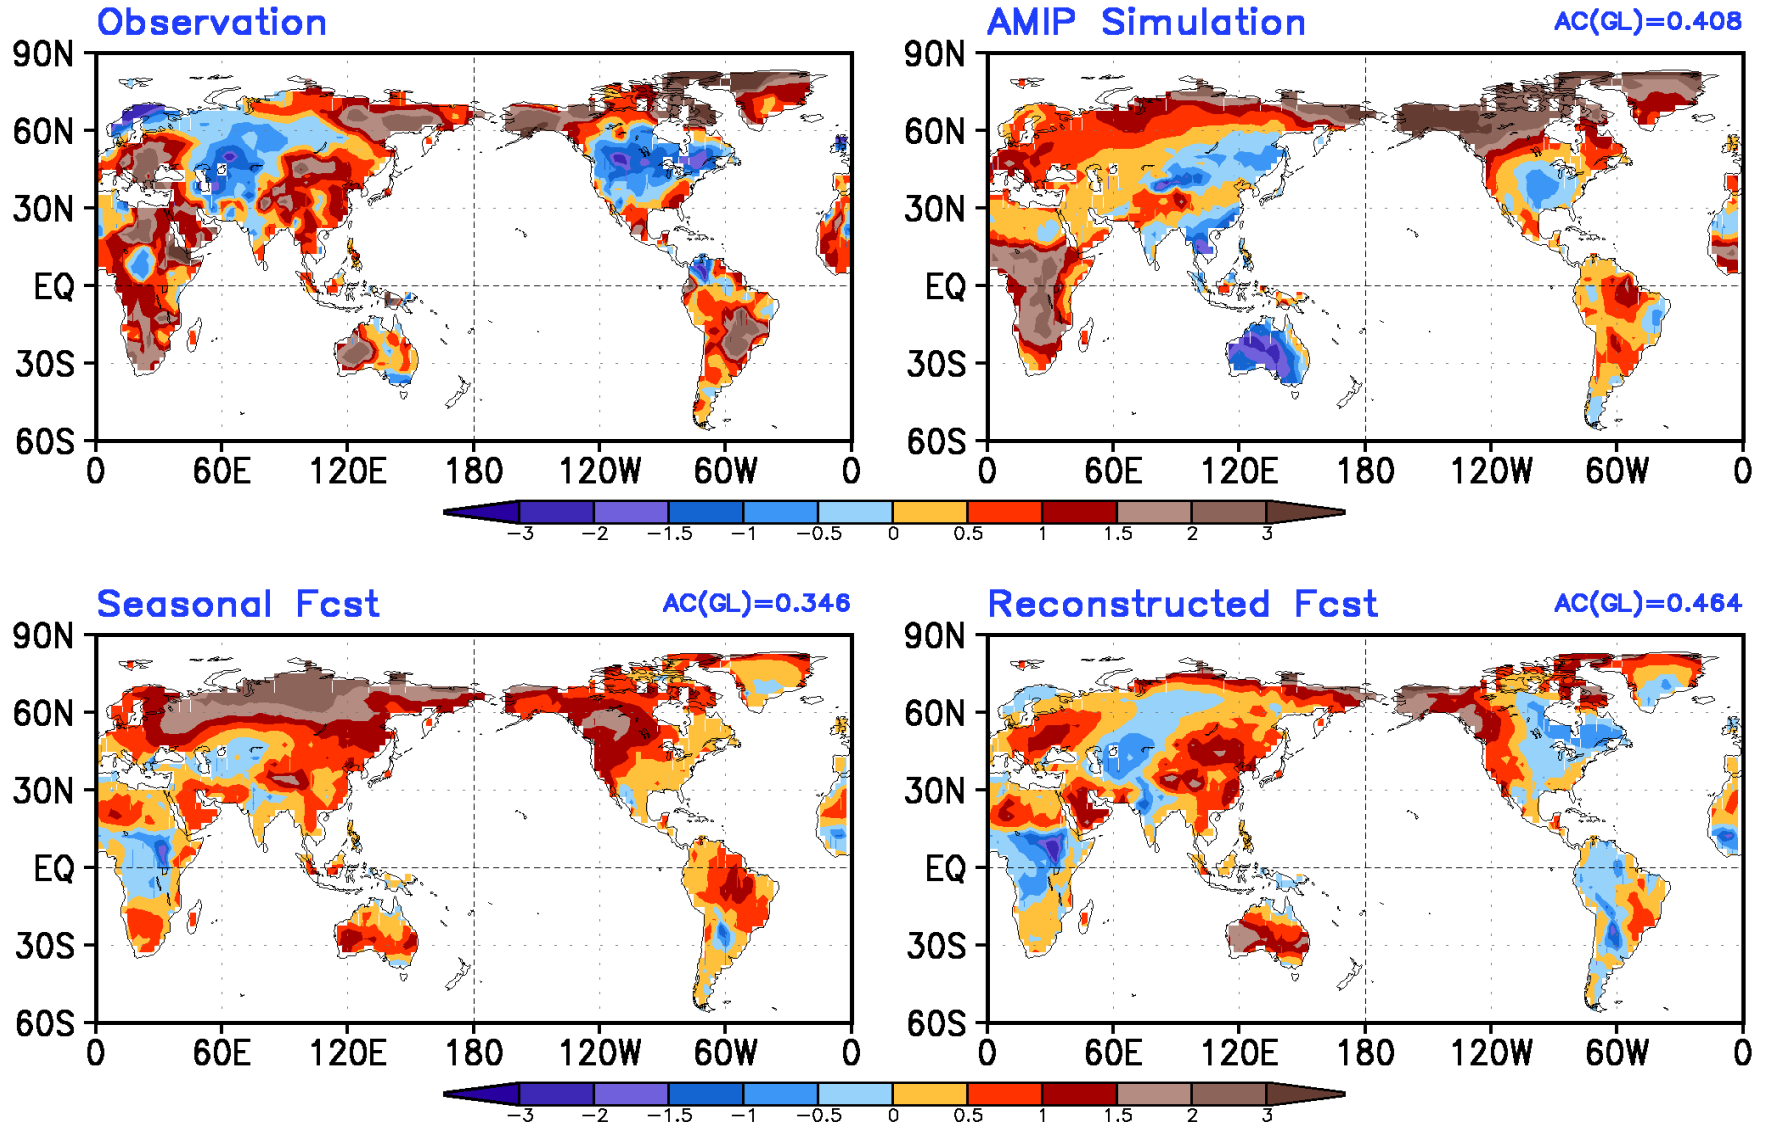 Observation
AMIP Simulation AC(GL)=0.408
90N 90N
60N 60N
30N 30N
EQ EQ
30S 30S
60S 60S
0 60E 120E 180 120W 60W 0 0 60E 120E 180 120W 60W 0
-3 -2 -1.5 -1 -0.5 0 0.5 1 1.5 2 3
Seasonal Fcst AC(GL)=0.346
Reconstructed Fcst AC(GL)=0.464
90N 90N
60N 60N
30N 30N
EQ EQ
30S 30S
60S 60S
0 60E 120E 180 120W 60W 0 0 60E 120E 180 120W 60W 0
-3 -2 -1.5 -1 -0.5 0 0.5 1 1.5 2 3